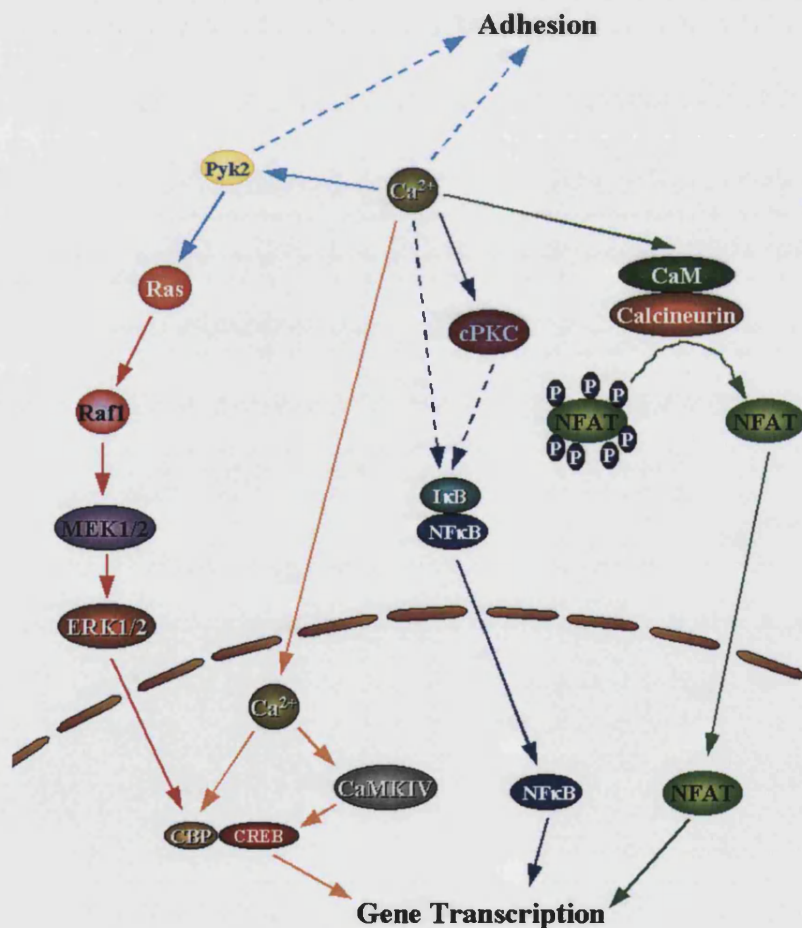 Adhesion
Pyk2
Ca²⁺
CaM
Calcineurin
Ras
cPKC
P P P
NFAT
P P P P
NFAT
Raf1
IκB
NFκB
MEK1/2
ERK1/2
Ca²⁺
CaMKIV
NFκB
NFAT
CBP CREB
Gene Transcription